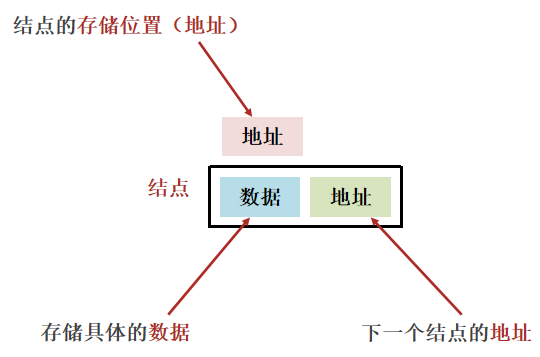 结点的存储位置（地址）
地址
结点
数据
地址
存储具体的数据
下一个结点的地址